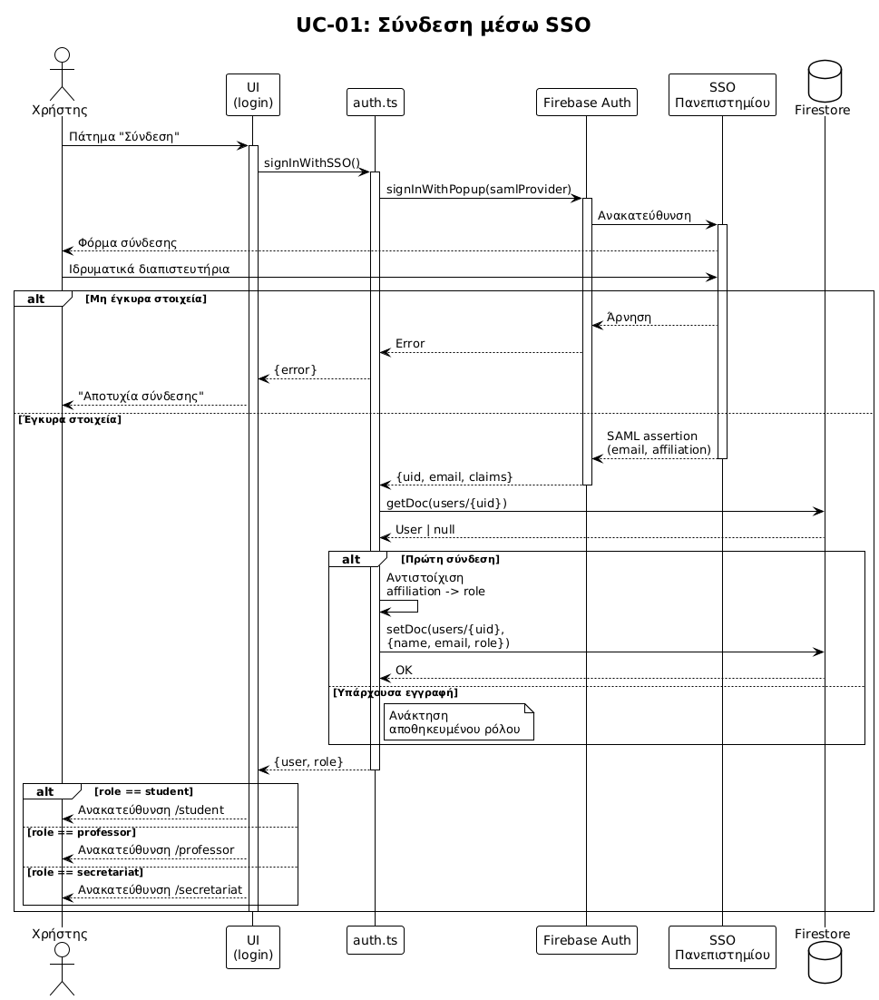 UC-01: Σύνδεση μέσω SSO
Χρήστης
UI
(login)
auth.ts
Firebase Auth
SSO
Πανεπιστημίου
Firestore
Πάτημα "Σύνδεση"
signInWithSSO()
signInWithPopup(samlProvider)
Ανακατεύθυνση
Φόρμα σύνδεσης
Ιδρυματικά διαπιστευτήρια
alt [Μη έγκυρα στοιχεία]
Άρνηση
Error
{error}
"Αποτυχία σύνδεσης"
[Έγκυρα στοιχεία]
SAML assertion
(email, affiliation)
{uid, email, claims}
getDoc(users/{uid})
User | null
alt [Πρώτη σύνδεση]
Αντιστοίχιση
affiliation -> role
setDoc(users/{uid},
{name, email, role})
OK
[Υπάρχουσα εγγραφή]
Ανάκτηση
αποθηκευμένου ρόλου
{user, role}
alt [role == student]
Ανακατεύθυνση /student
[role == professor]
Ανακατεύθυνση /professor
[role == secretariat]
Ανακατεύθυνση /secretariat
Χρήστης
UI
(login)
auth.ts
Firebase Auth
SSO
Πανεπιστημίου
Firestore